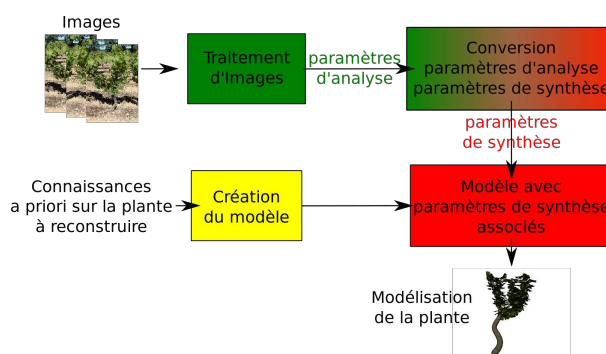 Images
Traitement
d'Images
paramètres
d'analyse
Conversion
paramètres d'analyse
paramètres de synthèse
paramètres
de synthèse
Connaissances
a priori sur la plante
à reconstruire
Création
du modèle
Modèle avec
paramètres de synthèse
associés
Modélisation
de la plante